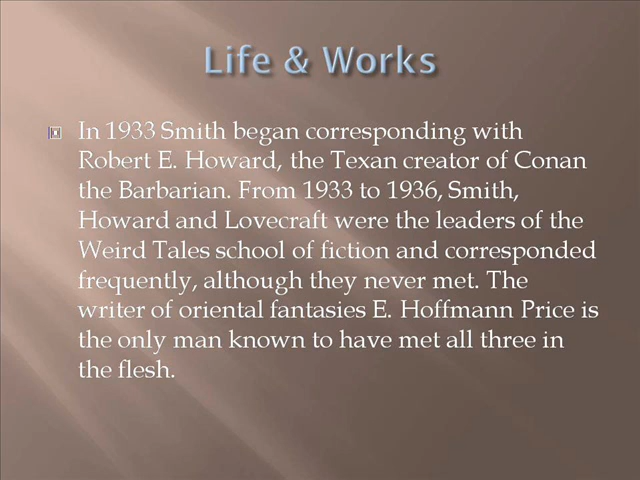 Life & Works
In 1933 Smith began corresponding with
Robert E. Howard, the Texan creator of Conan
the Barbarian. From 1933 to 1936, Smith,
Howard and Lovecraft were the leaders of the
Weird Tales school of fiction and corresponded
frequently, although they never met. The
writer of oriental fantasies E. Hoffmann Price is
the only man known to have met all three in
the flesh.